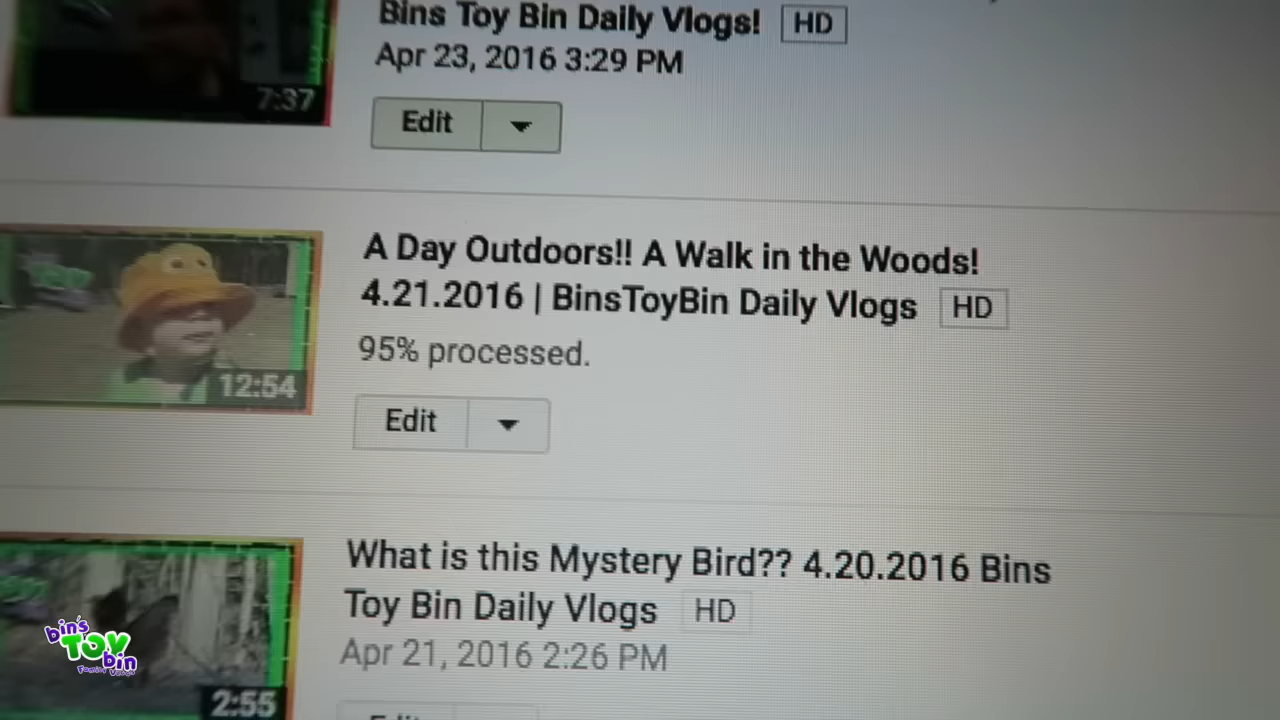 Bins Toy Bin Daily Vlogs! HD
Apr 23, 2016 3:29 PM
7:37
Edit
A Day Outdoors!! A Walk in the Woods!
4.21.2016 | BinsToyBin Daily Vlogs HD
95% processed.
12:54
Edit
What is this Mystery Bird?? 4.20.2016 Bins
Toy Bin Daily Vlogs HD
Apr 21, 2016 2:26 PM
2:55
Edit
bin's
TOY
bin